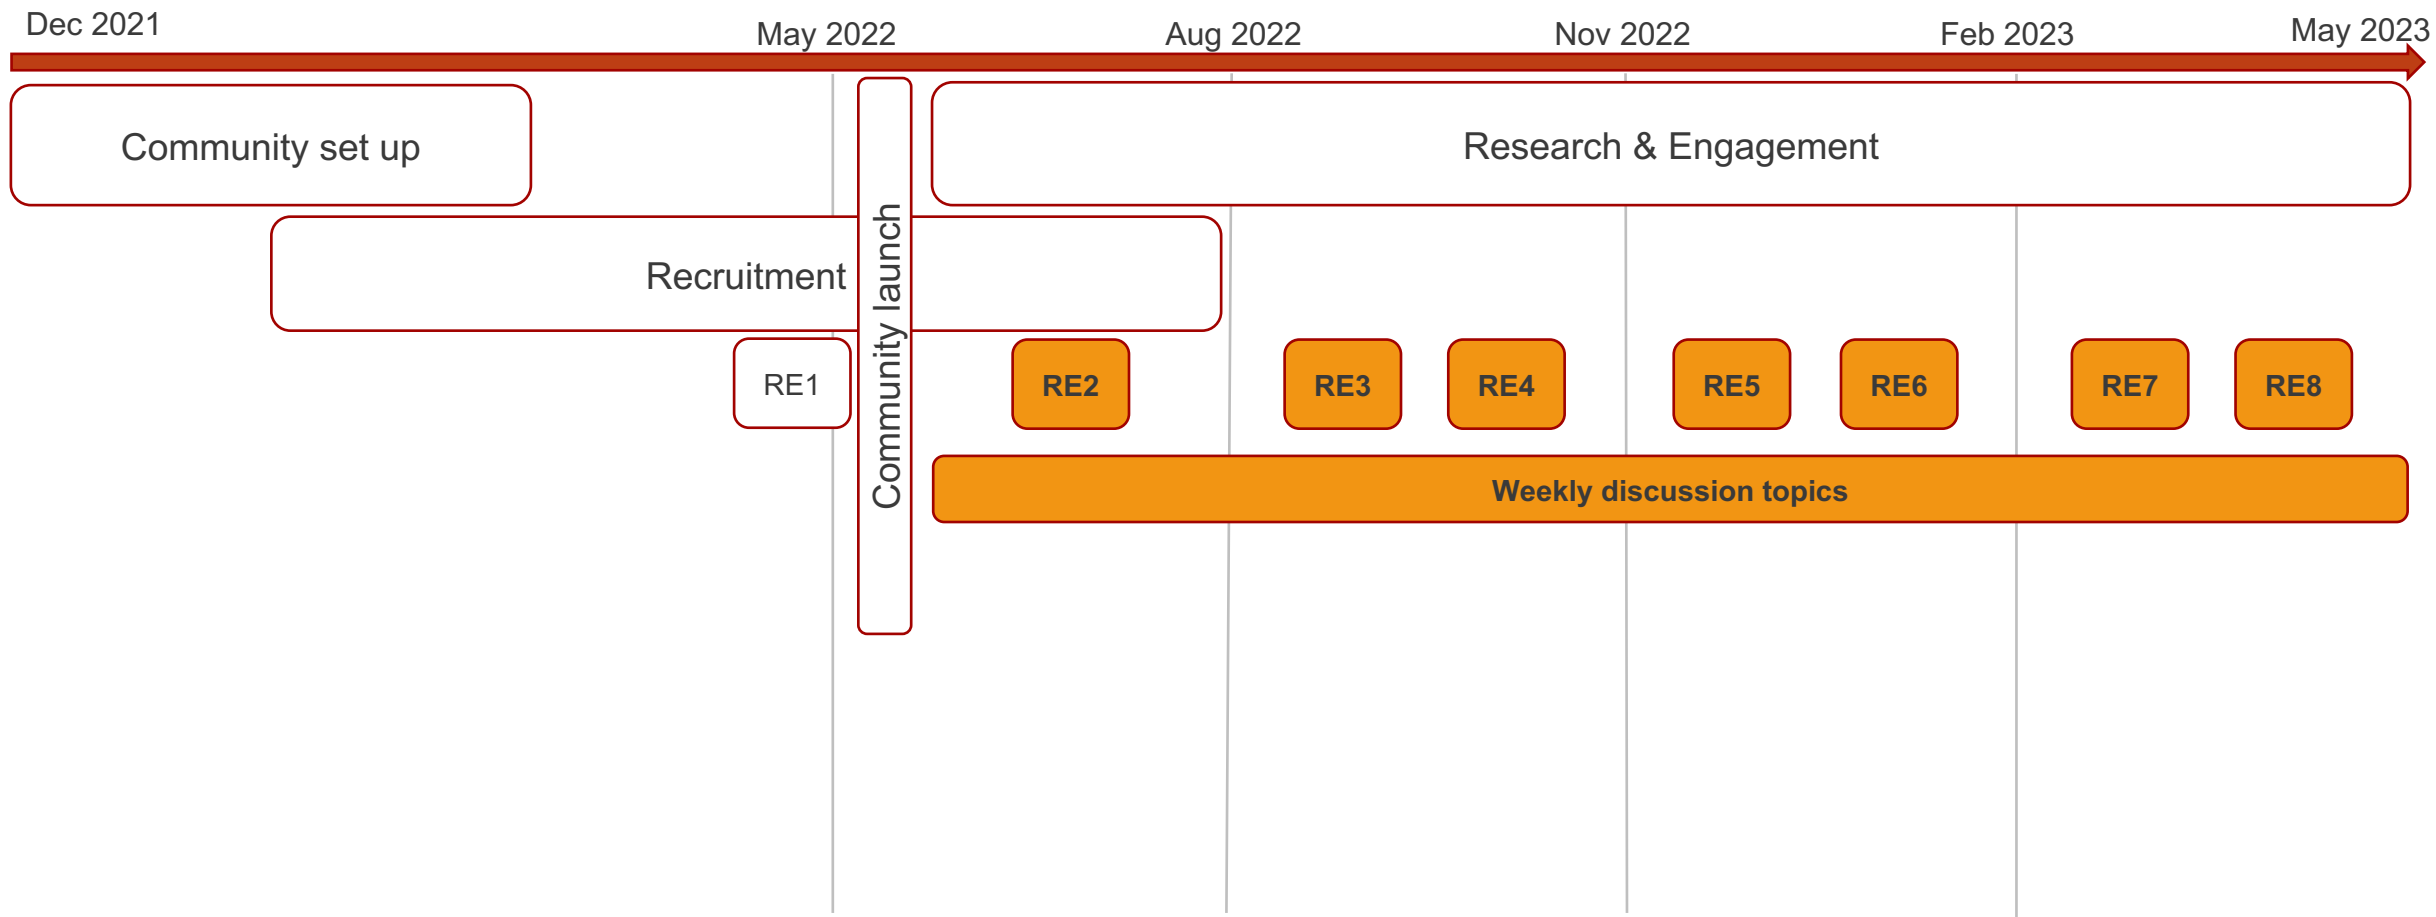 Dec 2021
May 2022
Aug 2022
Nov 2022
Feb 2023
May 2023
Community set up
Research & Engagement
Recruitment
Community launch
RE1
RE2
RE3
RE4
RE5
RE6
RE7
RE8
Weekly discussion topics